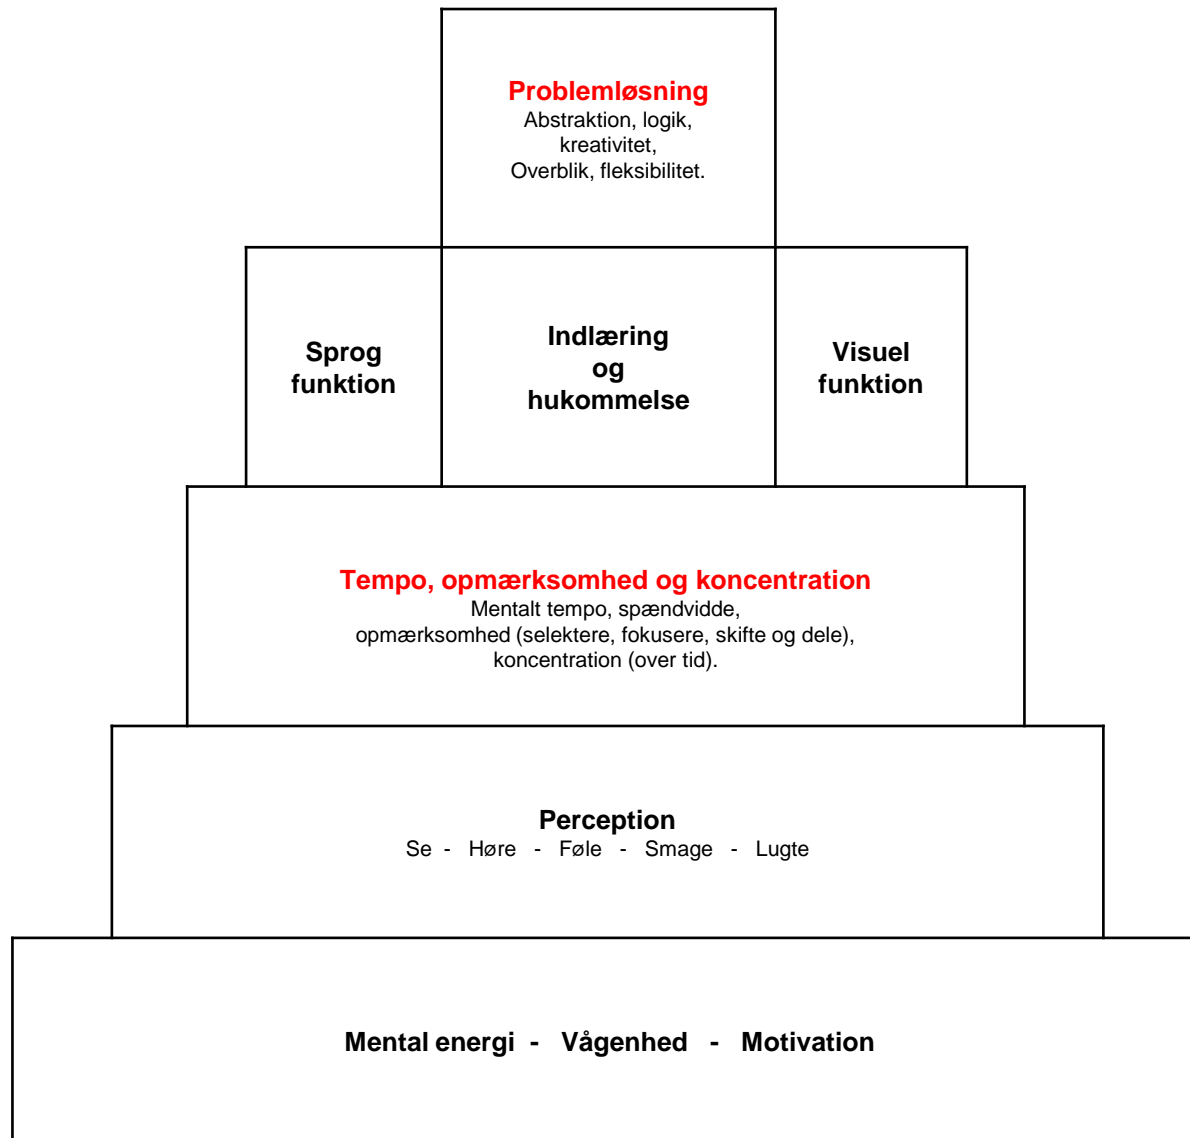 Problemløsning
Abstraktion, logik,
kreativitet,
Overblik, fleksibilitet.
Sprog
funktion
Indlæring
og
hukommelse
Visuel
funktion
Tempo, opmærksomhed og koncentration
Mentalt tempo, spændvidde,
opmærksomhed (selektere, fokusere, skifte og dele),
koncentration (over tid).
Perception
Se - Høre - Føle - Smage - Lugte
Mental energi - Vågenhed - Motivation